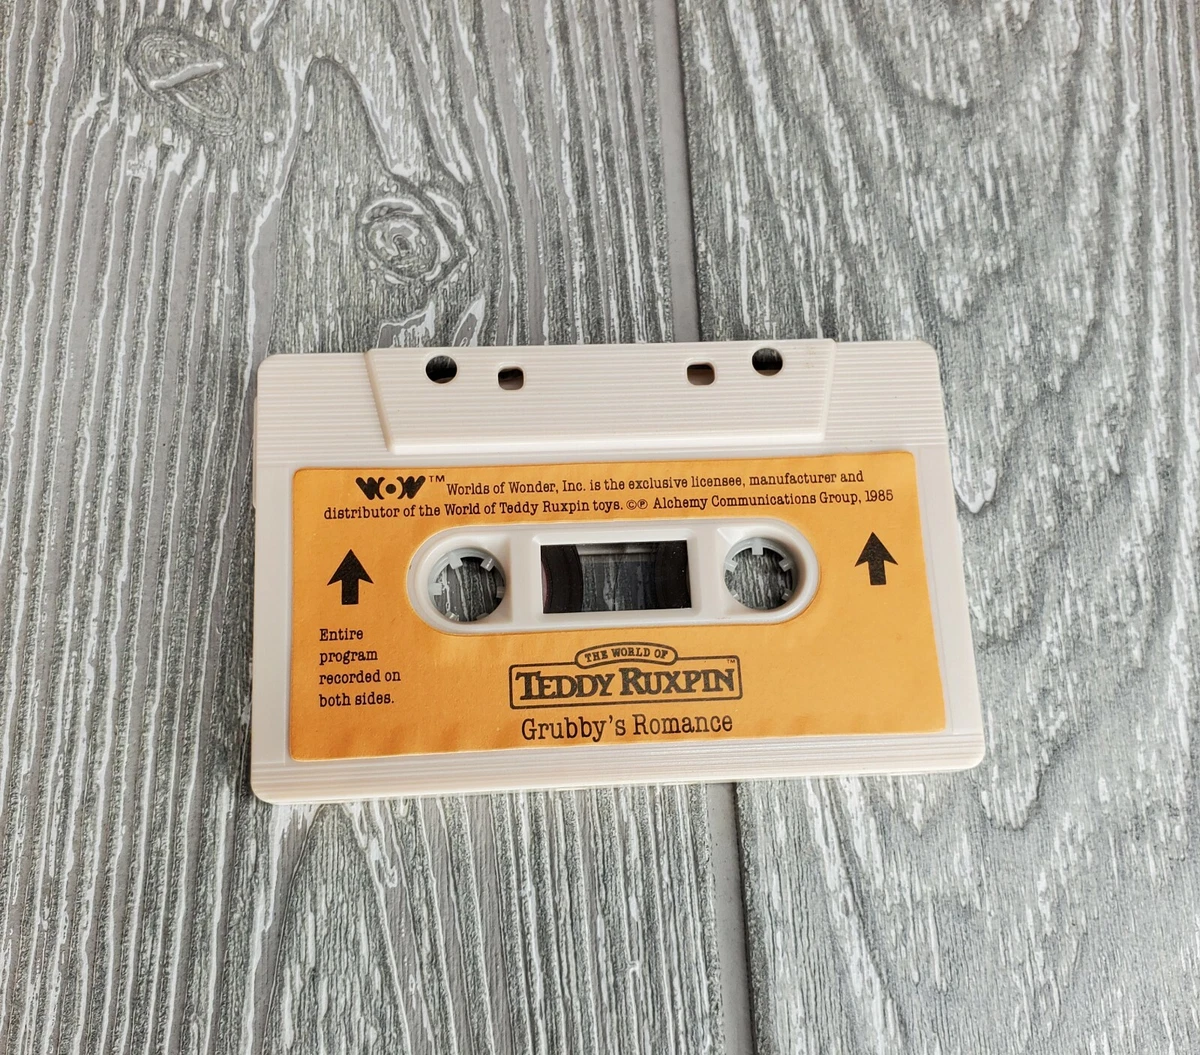 WOW™ Worlds of Wonder, Inc. is the exclusive licensee, manufacturer and
distributor of the World of Teddy Ruxpin toys. ©℗ Alchemy Communications Group, 1985
Entire
program
recorded on
both sides.
THE WORLD OF
TEDDY RUXPIN™
Grubby's Romance